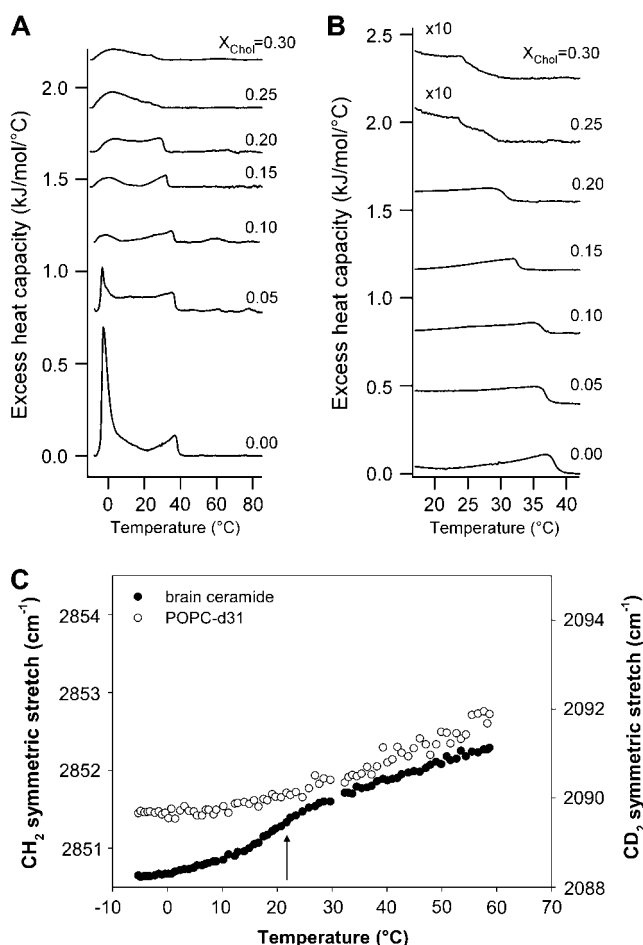 A
X_Chol=0.30
0.25
0.20
0.15
0.10
0.05
0.00
2.0
1.5
1.0
0.5
0.0
Excess heat capacity (kJ/mol/°C)
0 20 40 60 80
Temperature (°C)
B
x10
X_Chol=0.30
x10
0.25
0.20
0.15
0.10
0.05
0.00
2.5
2.0
1.5
1.0
0.5
0.0
Excess heat capacity (kJ/mol/°C)
20 25 30 35 40
Temperature (°C)
C
brain ceramide
POPC-d31
2854
2853
2852
2851
CH₂ symmetric stretch (cm⁻¹)
2094
2092
2090
2088
CD₂ symmetric stretch (cm⁻¹)
-10 0 10 20 30 40 50 60 70
Temperature (°C)